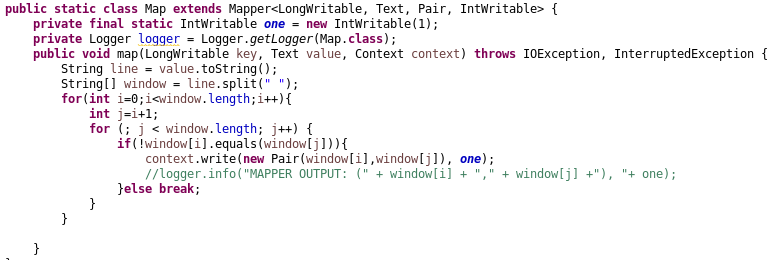 public static class Map extends Mapper<LongWritable, Text, Pair, IntWritable> {
    private final static IntWritable one = new IntWritable(1);
    private Logger logger = Logger.getLogger(Map.class);
    public void map(LongWritable key, Text value, Context context) throws IOException, InterruptedException {
        String line = value.toString();
        String[] window = line.split(" ");
        for(int i=0;i<window.length;i++){
            int j=i+1;
            for (; j < window.length; j++) {
                if(!window[i].equals(window[j])){
                    context.write(new Pair(window[i],window[j]), one);
                    //logger.info("MAPPER OUTPUT: (" + window[i] + "," + window[j] +"), "+ one);
                }else break;
            }
        }

    }